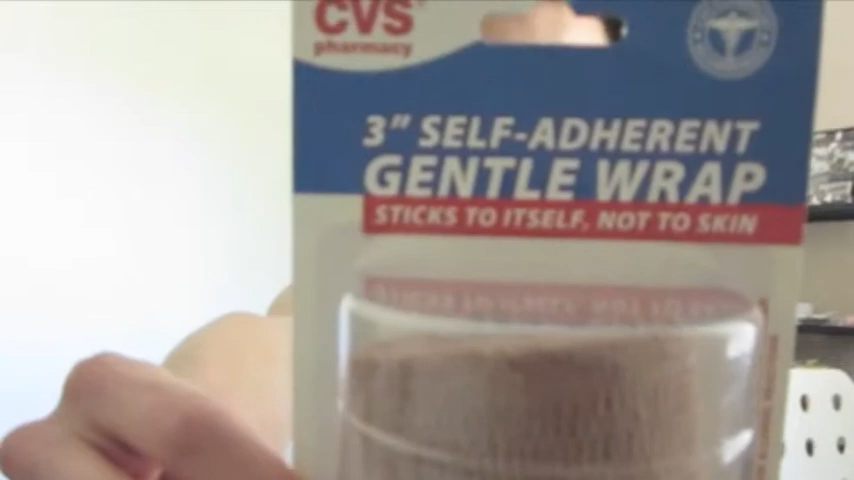 CVS
pharmacy
3" SELF-ADHERENT
GENTLE WRAP
STICKS TO ITSELF, NOT TO SKIN